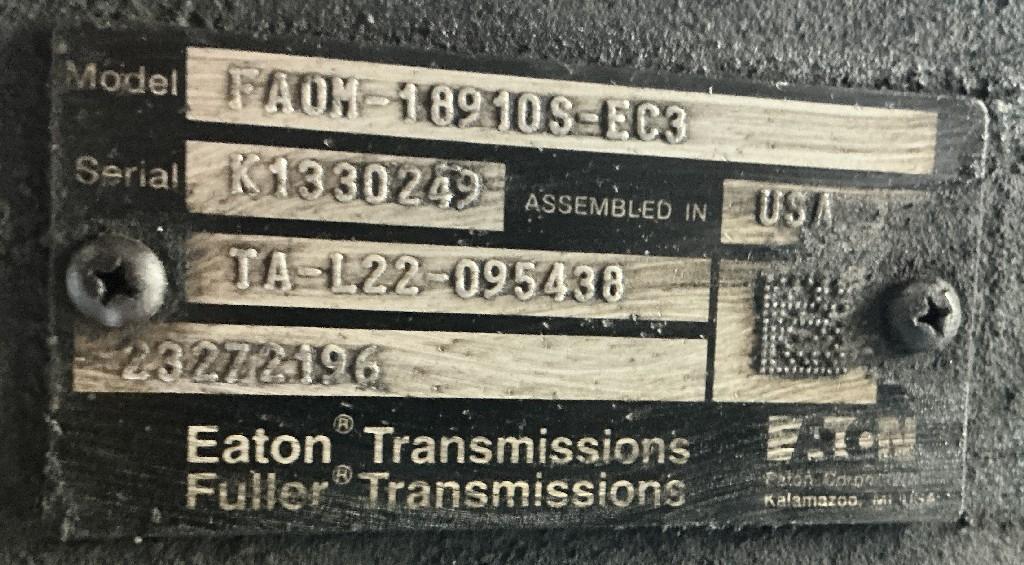 Model FAOM-18910S-EC3
Serial K1330249 ASSEMBLED IN USA
TA-L22-095438
23272196
Eaton® Transmissions
Fuller® Transmissions
EATON
Eaton
Kalamazoo, MI USA